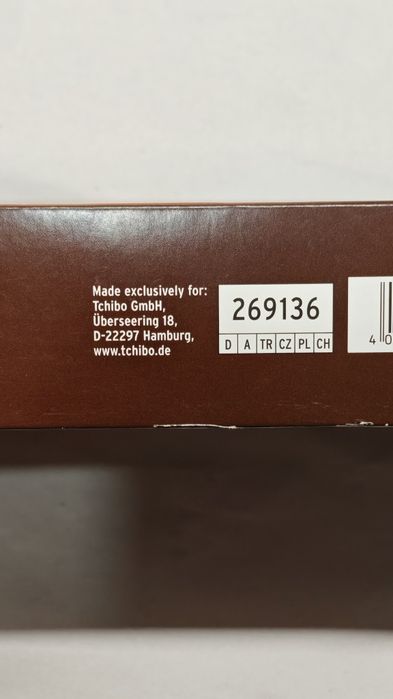 Made exclusively for:
Tchibo GmbH,
Überseering 18,
D-22297 Hamburg,
www.tchibo.de
269136
D A TR CZ PL CH
4